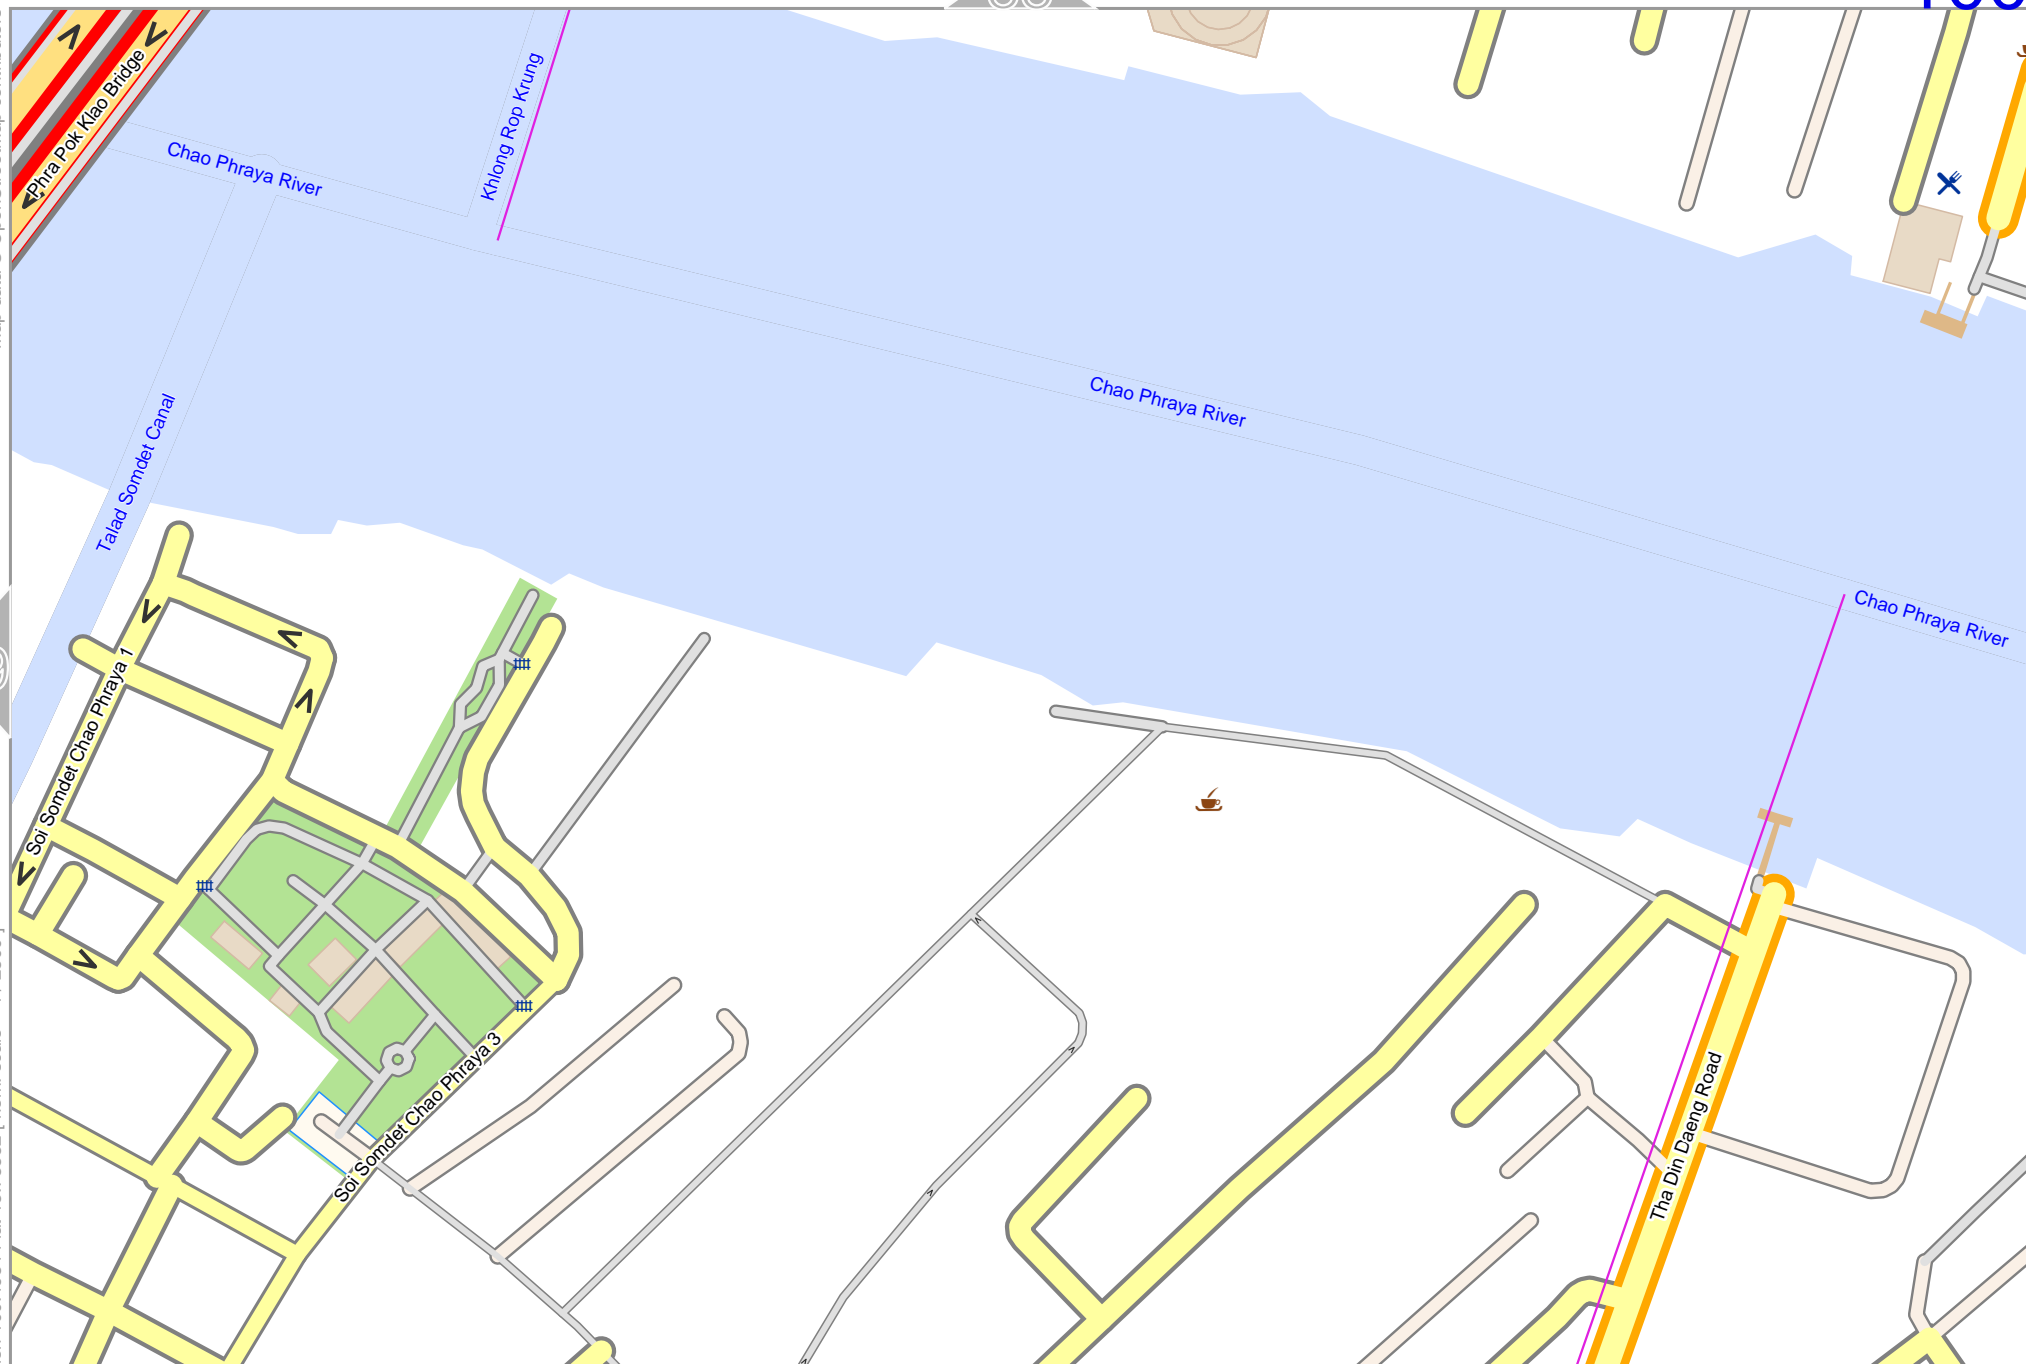 Phra Pok Klao Bridge
Khlong Rop Krung
Chao Phraya River
Chao Phraya River
Talad Somdet Canal
Chao Phraya River
Soi Somdet Chao Phraya 1
Soi Somdet Chao Phraya 3
Tha Din Daeng Road